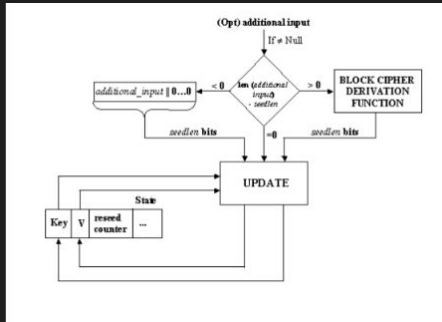 (Opt) additional input
If ≠ Null
< 0
len (additional
input)
- seedlen
> 0
additional_input || 0...0
BLOCK CIPHER
DERIVATION
FUNCTION
seedlen bits
=0
seedlen bits
UPDATE
State
Key
V
reseed
counter
...